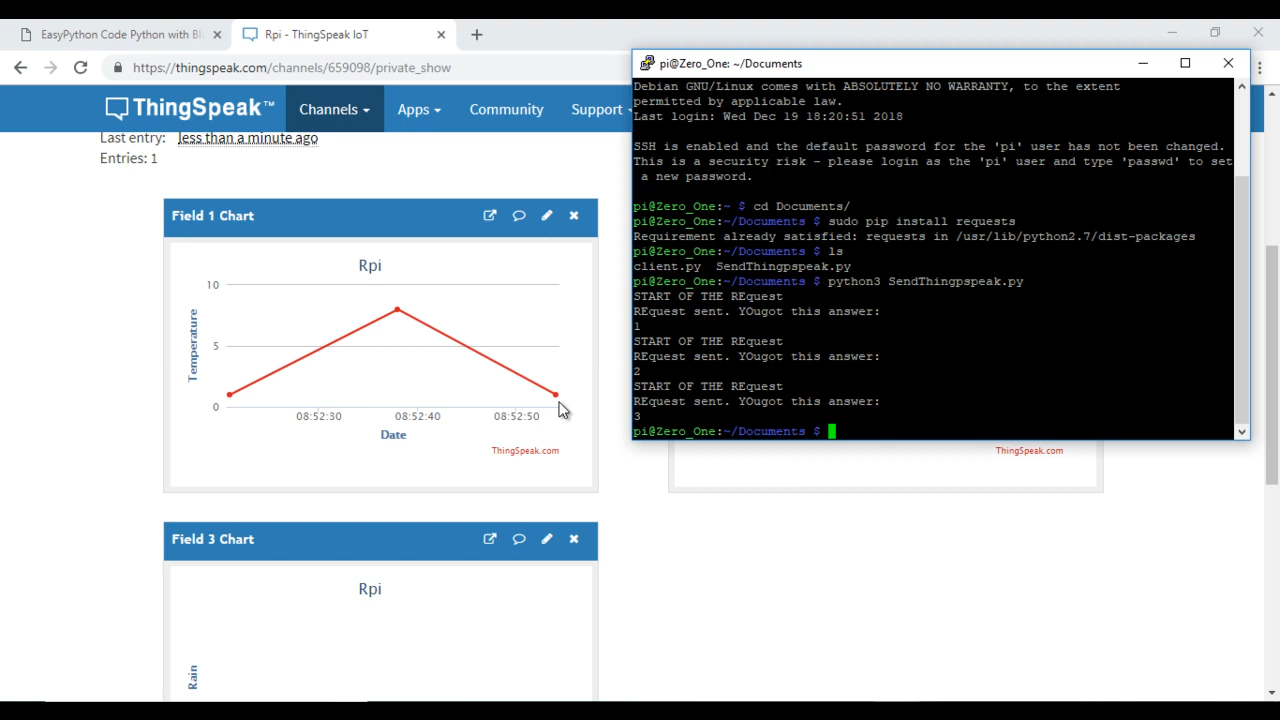 EasyPython Code Python with Bl
Rpi - ThingSpeak IoT
https://thingspeak.com/channels/659098/private_show
ThingSpeak™
Channels
Apps
Community
Support
Last entry: less than a minute ago
Entries: 1
Field 1 Chart
Rpi
10
5
0
Temperature
08:52:30
08:52:40
08:52:50
Date
ThingSpeak.com
pi@Zero_One: ~/Documents
Debian GNU/Linux comes with ABSOLUTELY NO WARRANTY, to the extent
permitted by applicable law.
Last login: Wed Dec 19 18:20:51 2018
SSH is enabled and the default password for the 'pi' user has not been changed.
This is a security risk - please login as the 'pi' user and type 'passwd' to set
a new password.
pi@Zero_One:~ $ cd Documents/
pi@Zero_One:~/Documents $ sudo pip install requests
Requirement already satisfied: requests in /usr/lib/python2.7/dist-packages
pi@Zero_One:~/Documents $ ls
client.py SendThingpspeak.py
pi@Zero_One:~/Documents $ python3 SendThingpspeak.py
START OF THE REquest
REquest sent. YOugot this answer:
1
START OF THE REquest
REquest sent. YOugot this answer:
2
START OF THE REquest
REquest sent. YOugot this answer:
3
pi@Zero_One:~/Documents $
ThingSpeak.com
Field 3 Chart
Rpi
Rain